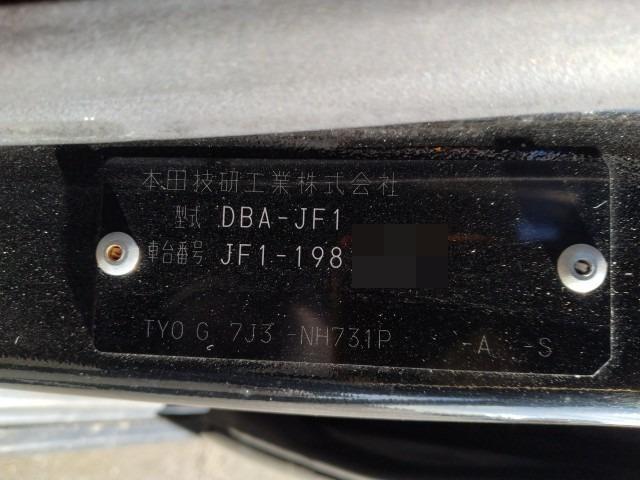 本田技研工業株式会社
型式 DBA-JF1
車台番号 JF1-198
TYO G 7J3 -NH731P -A -S